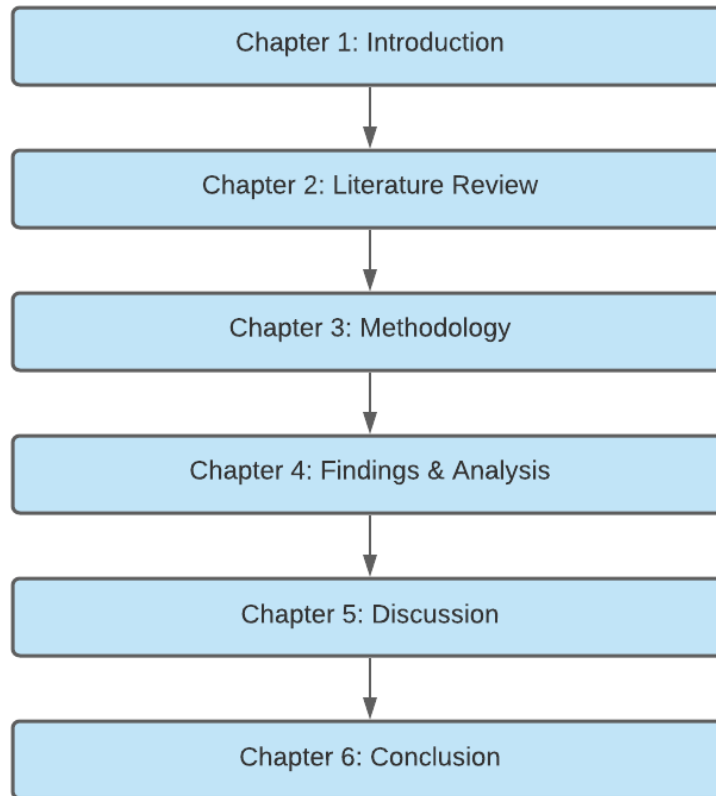 Chapter 1: Introduction
Chapter 2: Literature Review
Chapter 3: Methodology
Chapter 4: Findings & Analysis
Chapter 5: Discussion
Chapter 6: Conclusion